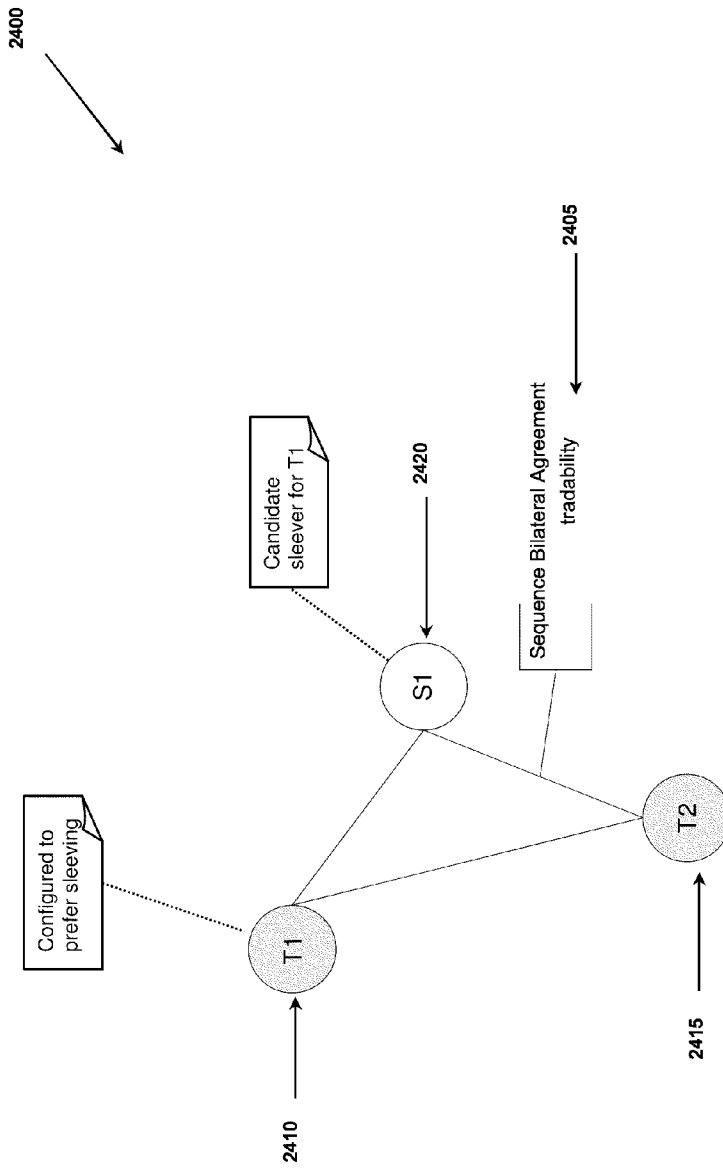 2400
Configured to
prefer sleeving
Candidate
sleever for T1
2410
T1
S1
2420
Sequence Bilateral Agreement
tradability
2405
T2
2415